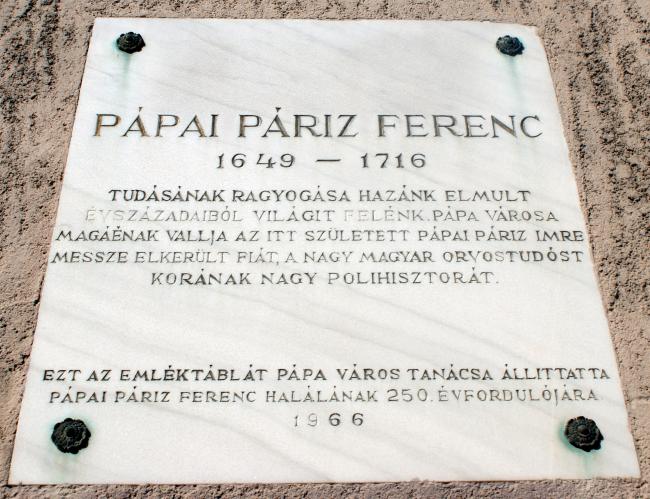 PÁPAI PÁRIZ FERENC
1649 – 1716
TUDÁSÁNAK RAGYOGÁSA HAZÁNK ELMULT
ÉVSZÁZADAIBÓL VILÁGIT FELÉNK. PÁPA VÁROSA
MAGÁÉNAK VALLJA AZ ITT SZÜLETETT PÁPAI PÁRIZ IMRE
MESSZE ELKERÜLT FIÁT, A NAGY MAGYAR ORVOSTUDÓST
KORÁNAK NAGY POLIHISZTORÁT.
EZT AZ EMLÉKTÁBLÁT PÁPA VÁROS TANÁCSA ÁLLITTATTA
PÁPAI PÁRIZ FERENC HALÁLÁNAK 250. ÉVFORDULÓJÁRA
1966